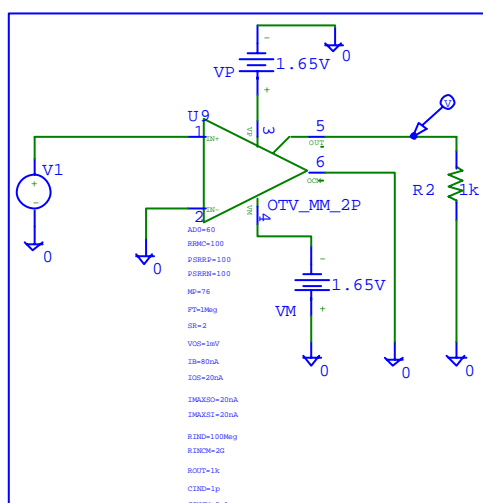 VP
1.65V
0
U9
3
VP
1
IN+
5
OUT
6
OCM
V
V1
R2
1k
2
IN-
VM
4
OTV_MM_2P
0
0
AD0=60
RRMC=100
PSRRP=100
PSRRN=100
MP=76
FT=1Meg
SR=2
VOS=1mV
IB=80nA
IOS=20nA
IMAXSO=20nA
IMAXSI=20nA
RIND=100Meg
RINCM=2G
ROUT=1k
CIND=1p
1.65V
VM
0
0
0